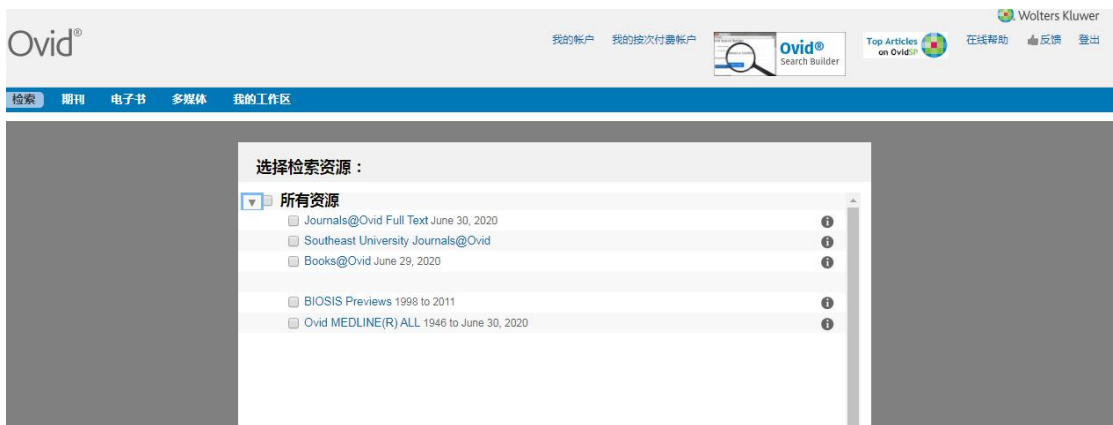 Wolters Kluwer
Ovid®
我的帐户 我的按次付费帐户 Ovid® Search Builder Top Articles on OvidSP 在线帮助 反馈 登出
检索 期刊 电子书 多媒体 我的工作区
选择检索资源：
所有资源
Journals@Ovid Full Text June 30, 2020
Southeast University Journals@Ovid
Books@Ovid June 29, 2020
BIOSIS Previews 1998 to 2011
Ovid MEDLINE(R) ALL 1946 to June 30, 2020